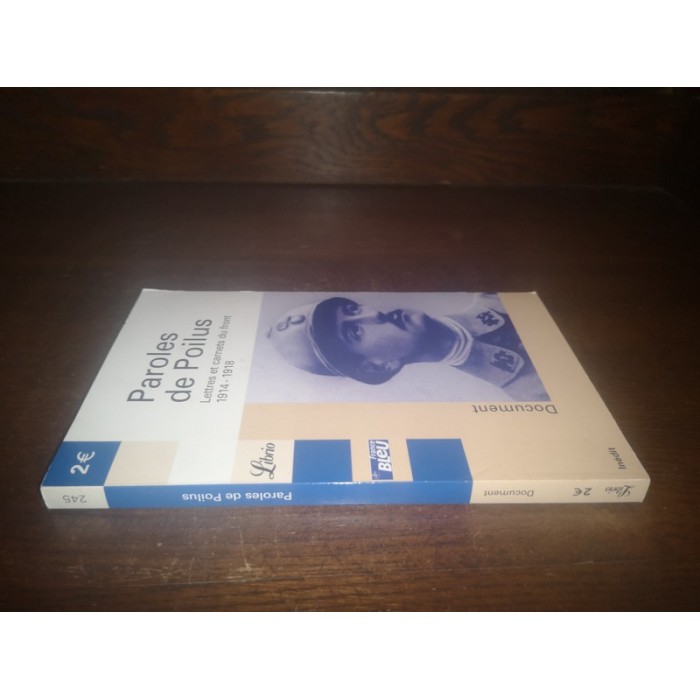 Paroles
de Poilus
Lettres et carnets du front
1914-1918
2€
Librio
France
BLEU
Document
Inédit
245
Paroles de Poilus
Document
2€
Librio